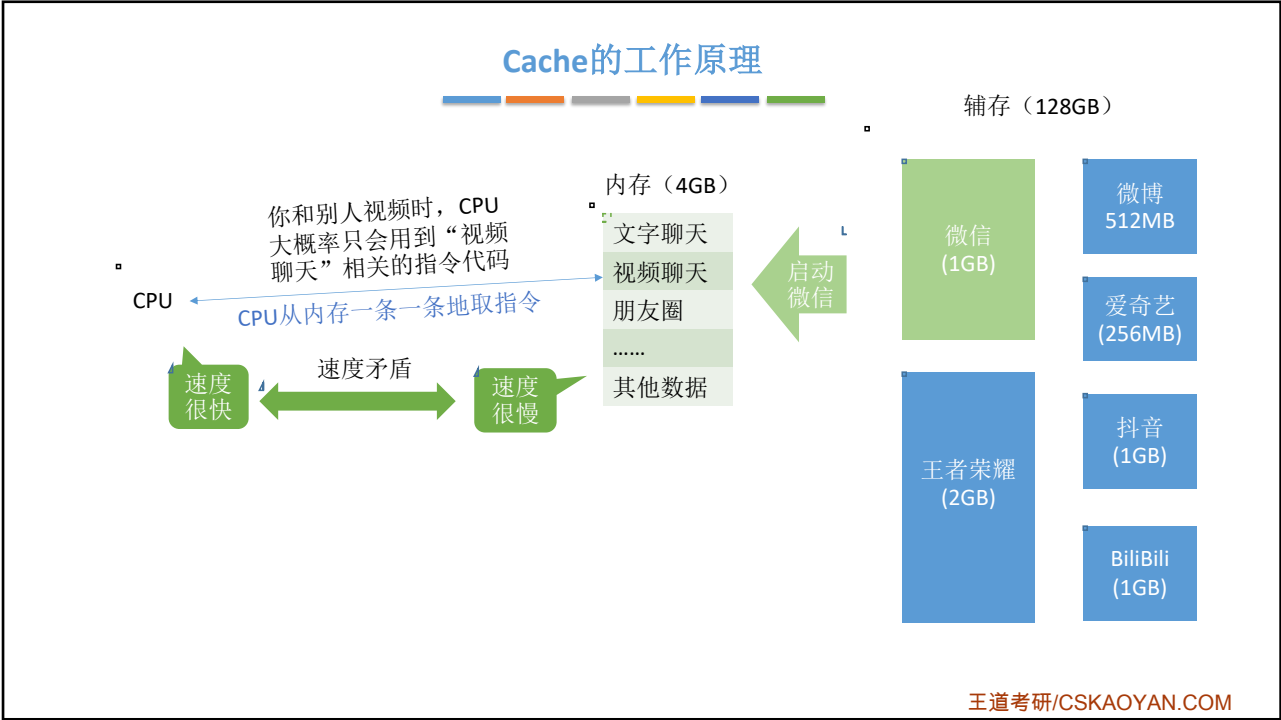 Cache的工作原理
辅存（128GB）
内存（4GB）
你和别人视频时，CPU
大概率只会用到“视频
聊天”相关的指令代码
CPU
CPU从内存一条一条地取指令
速度
很快
速度矛盾
速度
很慢
文字聊天
视频聊天
朋友圈
......
其他数据
启动
微信
微信
(1GB)
王者荣耀
(2GB)
微博
512MB
爱奇艺
(256MB)
抖音
(1GB)
BiliBili
(1GB)
王道考研/CSKAOYAN.COM